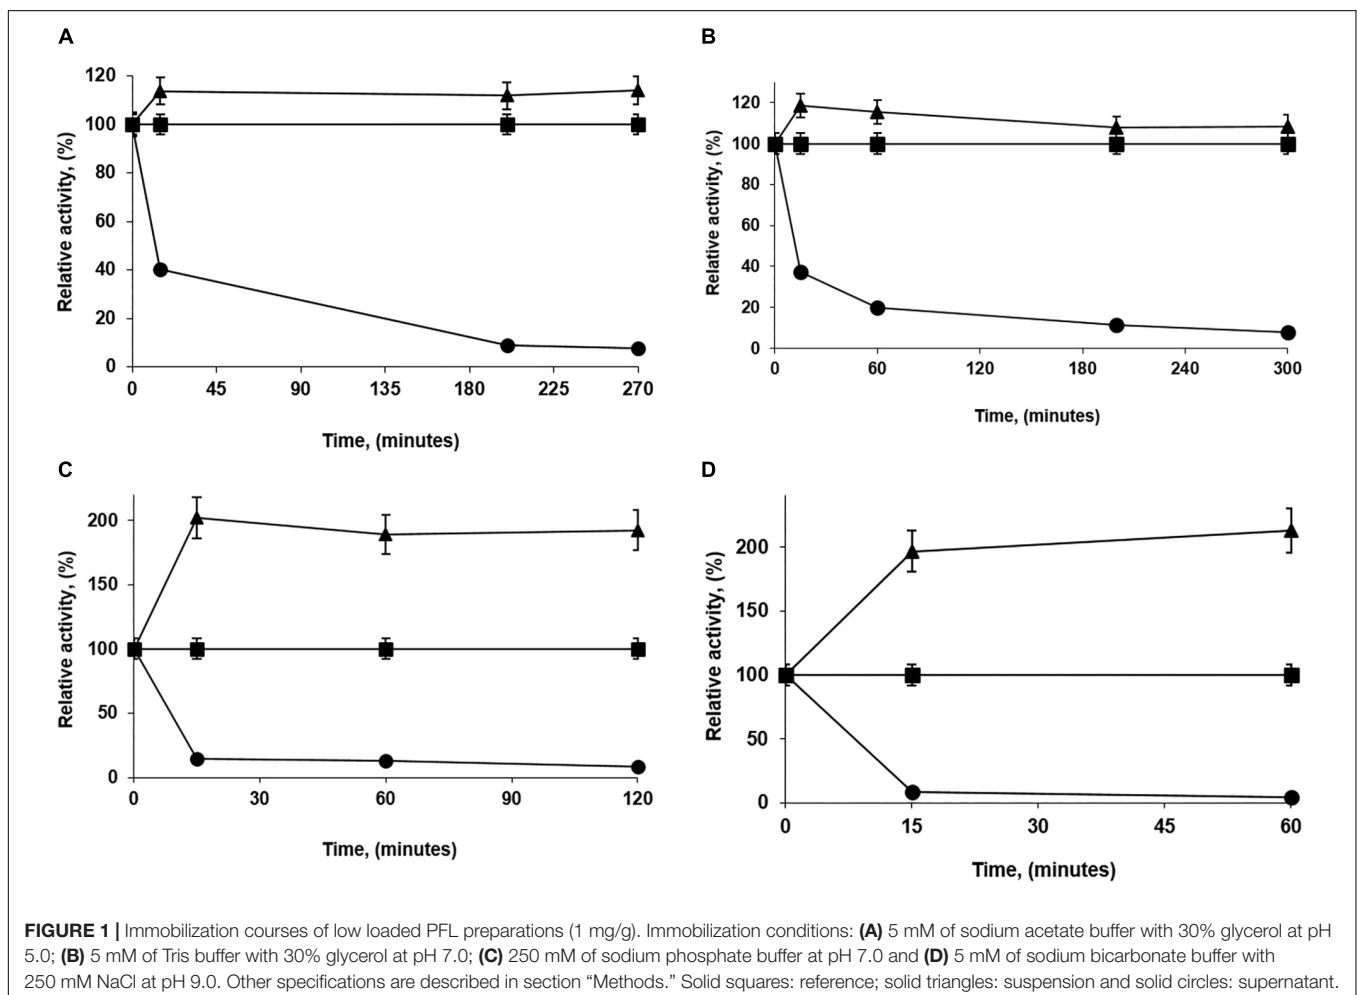 A
120
100
80
60
40
20
0
Relative activity, (%)
0 45 90 135 180 225 270
Time, (minutes)
B
120
100
80
60
40
20
0
Relative activity, (%)
0 60 120 180 240 300
Time, (minutes)
C
200
150
100
50
0
Relative activity, (%)
0 30 60 90 120
Time, (minutes)
D
200
150
100
50
0
Relative activity, (%)
0 15 30 45 60
Time, (minutes)
FIGURE 1 | Immobilization courses of low loaded PFL preparations (1 mg/g). Immobilization conditions: (A) 5 mM of sodium acetate buffer with 30% glycerol at pH
5.0; (B) 5 mM of Tris buffer with 30% glycerol at pH 7.0; (C) 250 mM of sodium phosphate buffer at pH 7.0 and (D) 5 mM of sodium bicarbonate buffer with
250 mM NaCl at pH 9.0. Other specifications are described in section “Methods.” Solid squares: reference; solid triangles: suspension and solid circles: supernatant.